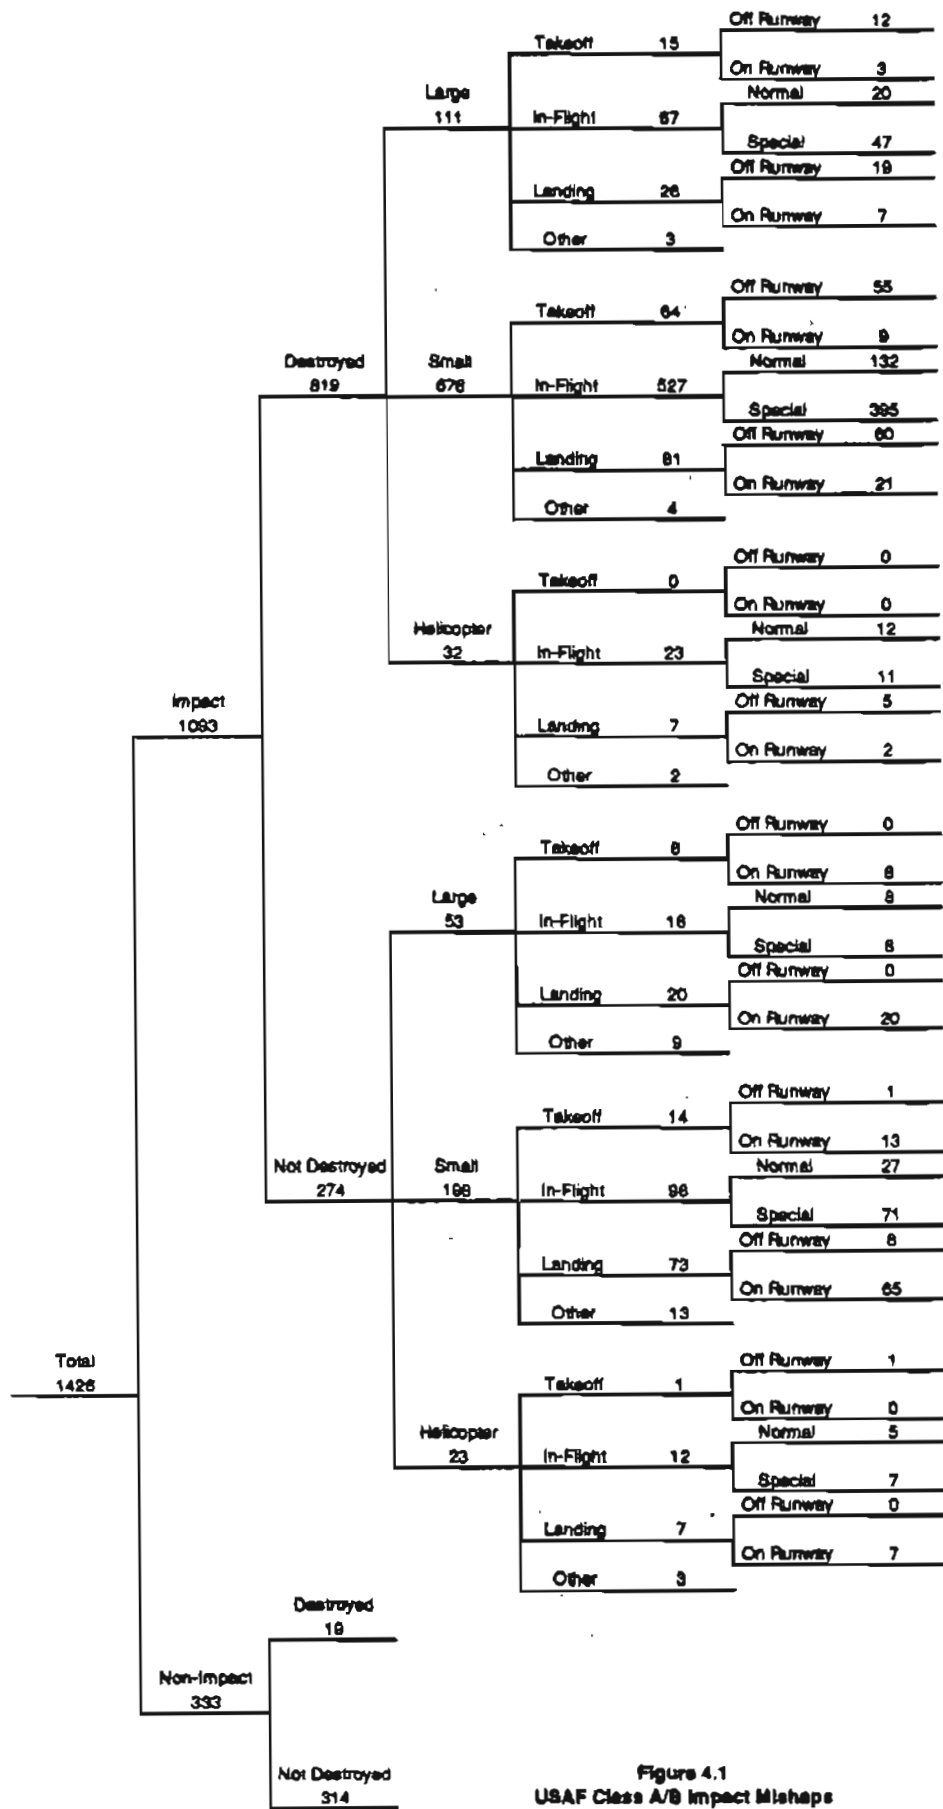 Total
1426
Impact
1093
Destroyed
819
Large
111
Takeoff 15
Off Runway 12
On Runway 3
In-Flight 67
Normal 20
Special 47
Landing 26
Off Runway 19
On Runway 7
Other 3
Small
676
Takeoff 64
Off Runway 55
On Runway 9
In-Flight 527
Normal 132
Special 395
Landing 81
Off Runway 60
On Runway 21
Other 4
Helicopter
32
Takeoff 0
Off Runway 0
On Runway 0
In-Flight 23
Normal 12
Special 11
Landing 7
Off Runway 5
On Runway 2
Other 2
Not Destroyed
274
Large
53
Takeoff 8
Off Runway 0
On Runway 8
In-Flight 16
Normal 8
Special 8
Landing 20
Off Runway 0
On Runway 20
Other 9
Small
198
Takeoff 14
Off Runway 1
On Runway 13
In-Flight 98
Normal 27
Special 71
Landing 73
Off Runway 8
On Runway 65
Other 13
Helicopter
23
Takeoff 1
Off Runway 1
On Runway 0
In-Flight 12
Normal 5
Special 7
Landing 7
Off Runway 0
On Runway 7
Other 3
Non-Impact
333
Destroyed
19
Not Destroyed
314
Figure 4.1
USAF Class A/B Impact Mishaps